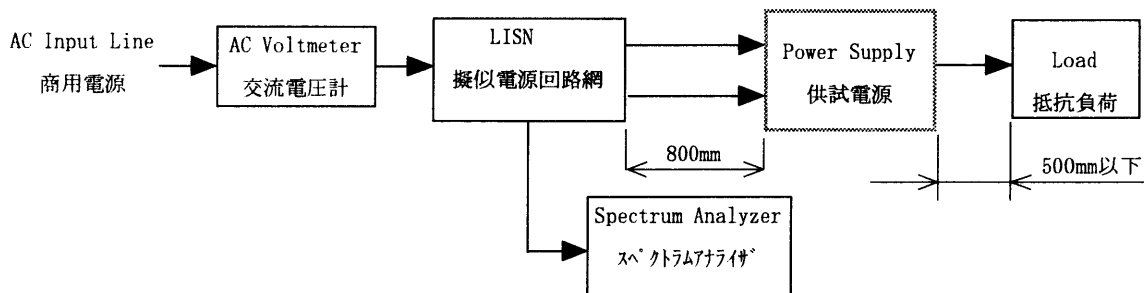 AC Input Line
商用電源
AC Voltmeter
交流電圧計
LISN
擬似電源回路網
Power Supply
供試電源
Load
抵抗負荷
800mm
500mm以下
Spectrum Analyzer
ｽﾍﾟｸﾄﾗﾑｱﾅﾗｲｻﾞ